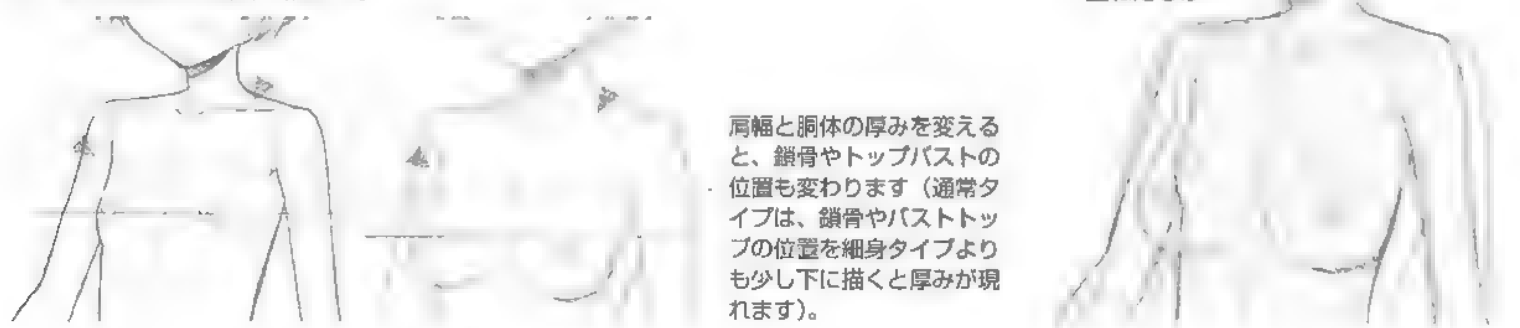 肩幅と胴体の厚みを変える
と、鎖骨やトップバストの
位置も変わります（通常タ
イプは、鎖骨やバストトッ
プの位置を細身タイプより
も少し下に描くと厚みが現
れます）。